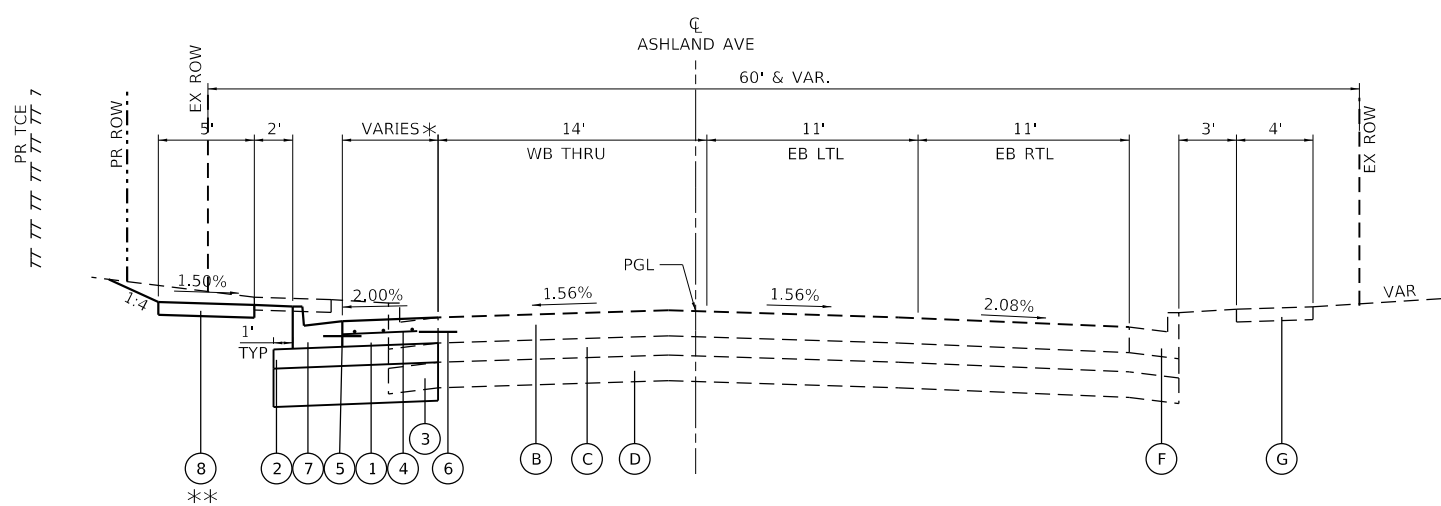 ℄
ASHLAND AVE
60' & VAR.
PR TCE
PR ROW
EX ROW
5'
2'
VARIES*
14'
11'
11'
3'
4'
EX ROW
WB THRU
EB LTL
EB RTL
PGL
1.50%
2.00%
1.56%
1.56%
2.08%
VAR
1:4
1'
TYP
3
8
2
7
5
1
4
6
B
C
D
F
G
**